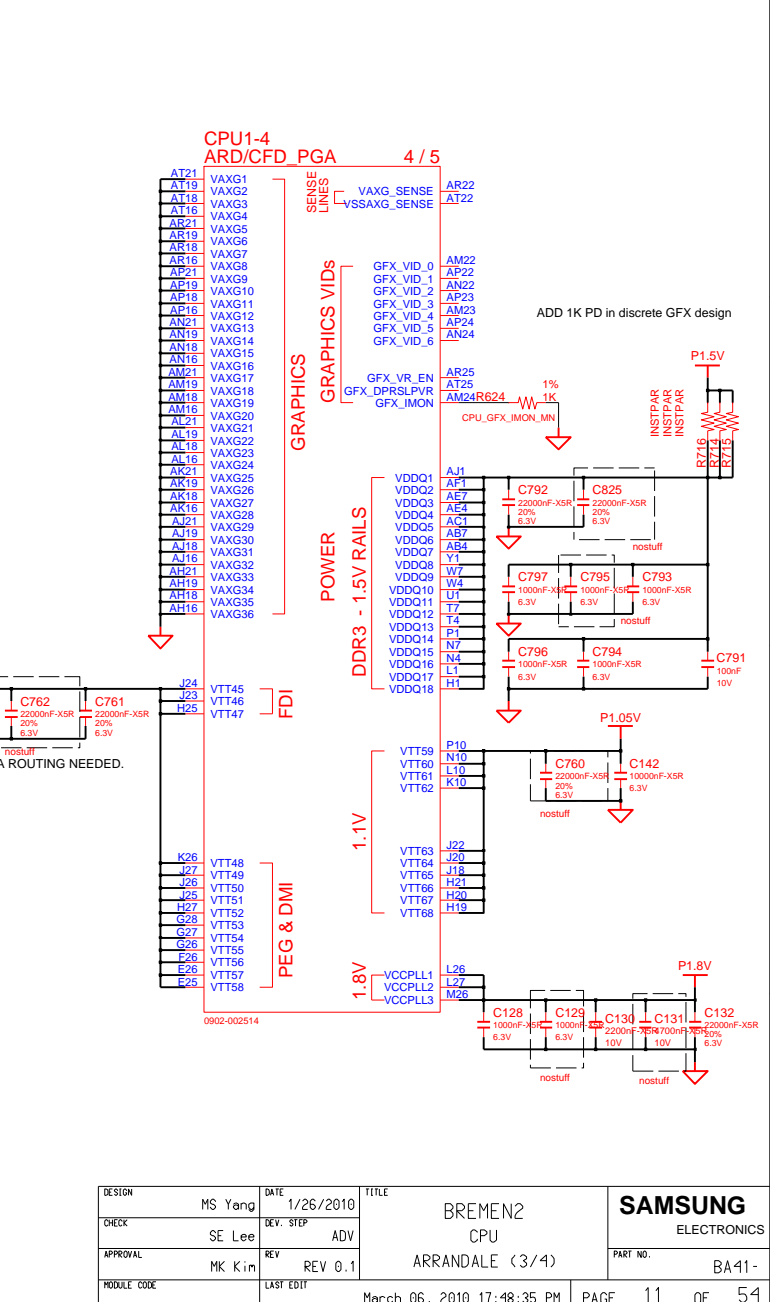 CPU1-4
ARD/CFD_PGA 4 / 5
AT21 VAXG1
AT19 VAXG2
AT18 VAXG3
AT16 VAXG4
AR21 VAXG5
AR19 VAXG6
AR18 VAXG7
AR16 VAXG8
AP21 VAXG9
AP19 VAXG10
AP18 VAXG11
AP16 VAXG12
AN21 VAXG13
AN19 VAXG14
AN18 VAXG15
AN16 VAXG16
AM21 VAXG17
AM19 VAXG18
AM18 VAXG19
AM16 VAXG20
AL21 VAXG21
AL19 VAXG22
AL18 VAXG23
AL16 VAXG24
AK21 VAXG25
AK19 VAXG26
AK18 VAXG27
AK16 VAXG28
AJ21 VAXG29
AJ19 VAXG30
AJ18 VAXG31
AJ16 VAXG32
AH21 VAXG33
AH19 VAXG34
AH18 VAXG35
AH16 VAXG36
GRAPHICS
SENSE
LINES
VAXG_SENSE AR22
VSSAXG_SENSE AT22
GRAPHICS VIDs
GFX_VID_0 AM22
GFX_VID_1 AP22
GFX_VID_2 AN22
GFX_VID_3 AP23
GFX_VID_4 AM23
GFX_VID_5 AP24
GFX_VID_6 AN24
GFX_VR_EN AR25
GFX_DPRSLPVR AT25
GFX_IMON AM24
R624
1%
1K
CPU_GFX_IMON_MN
ADD 1K PD in discrete GFX design
P1.5V
INSTPAR
INSTPAR
INSTPAR
R716
R714
R715
POWER
DDR3 - 1.5V RAILS
VDDQ1 AJ1
VDDQ2 AF1
VDDQ3 AE7
VDDQ4 AE4
VDDQ5 AC1
VDDQ6 AB7
VDDQ7 AB4
VDDQ8 Y1
VDDQ9 W7
VDDQ10 W4
VDDQ11 U1
VDDQ12 T7
VDDQ13 T4
VDDQ14 P1
VDDQ15 N7
VDDQ16 N4
VDDQ17 L1
VDDQ18 H1
C792
22000nF-X5R
20%
6.3V
C825
22000nF-X5R
20%
6.3V
nostuff
C797
1000nF-X5R
6.3V
C795
1000nF-X5R
6.3V
C793
1000nF-X5R
6.3V
nostuff
C796
1000nF-X5R
6.3V
C794
1000nF-X5R
6.3V
C791
100nF
10V
C762
22000nF-X5R
20%
6.3V
C761
22000nF-X5R
20%
6.3V
nostuff
A ROUTING NEEDED.
J24 VTT45
J23 VTT46
H25 VTT47
FDI
P1.05V
1.1V
VTT59 P10
VTT60 N10
VTT61 L10
VTT62 K10
C760
22000nF-X5R
20%
6.3V
nostuff
C142
10000nF-X5R
6.3V
VTT63 J22
VTT64 J20
VTT65 J18
VTT66 H21
VTT67 H20
VTT68 H19
K26 VTT48
J27 VTT49
J26 VTT50
J25 VTT51
H27 VTT52
G28 VTT53
G27 VTT54
G26 VTT55
F26 VTT56
E26 VTT57
E25 VTT58
PEG & DMI
1.8V
VCCPLL1 L26
VCCPLL2 L27
VCCPLL3 M26
P1.8V
0902-002514
C128
1000nF-X5R
6.3V
C129
1000nF-X5R
6.3V
nostuff
C130
2200nF-X5R
10V
C131
4700nF-X5R
10V
nostuff
C132
22000nF-X5R
20%
6.3V
DESIGN MS Yang
DATE 1/26/2010
TITLE
BREMEN2
CPU
ARRANDALE (3/4)
SAMSUNG
ELECTRONICS
CHECK SE Lee
DEV. STEP ADV
APPROVAL MK Kim
REV REV 0.1
PART NO. BA41-
MODULE CODE
LAST EDIT March 06, 2010 17:48:35 PM
PAGE 11 OF 54